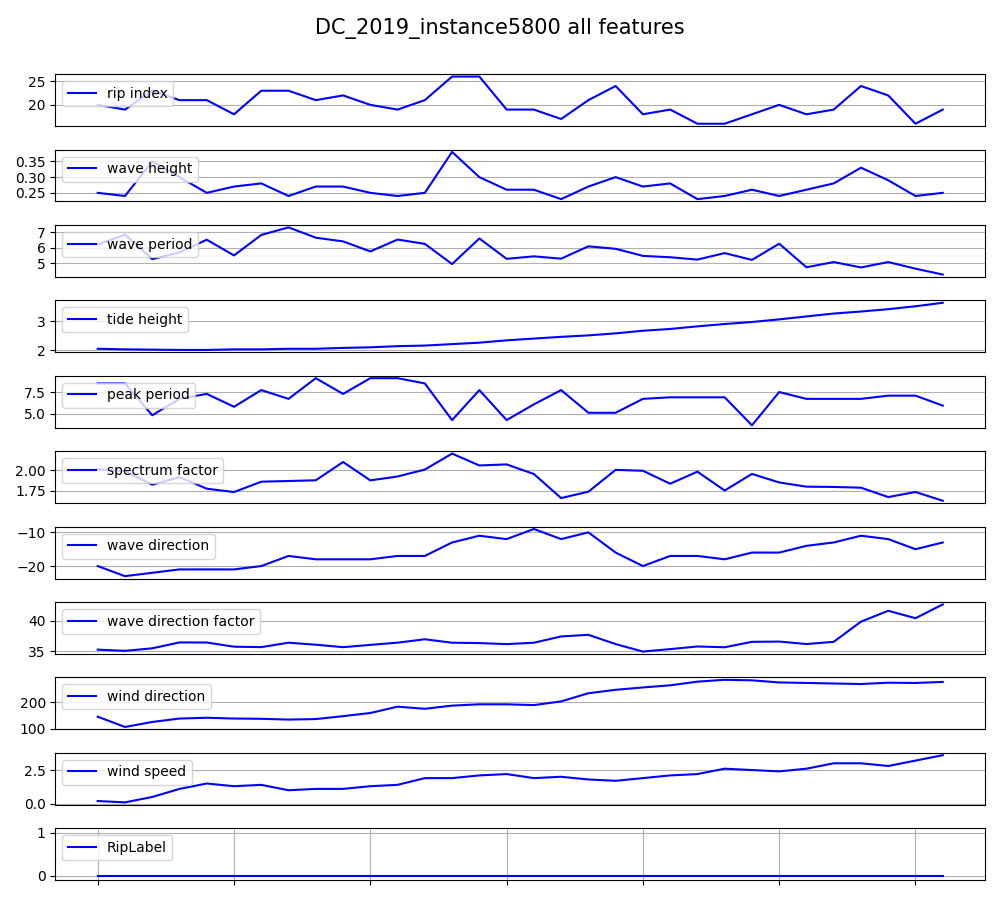 DC_2019_instance5800 all features
25
20
rip index
0.35
0.30
0.25
wave height
7
6
5
wave period
3
2
tide height
7.5
5.0
peak period
2.00
1.75
spectrum factor
−10
−20
wave direction
40
35
wave direction factor
200
100
wind direction
2.5
0.0
wind speed
1
0
RipLabel